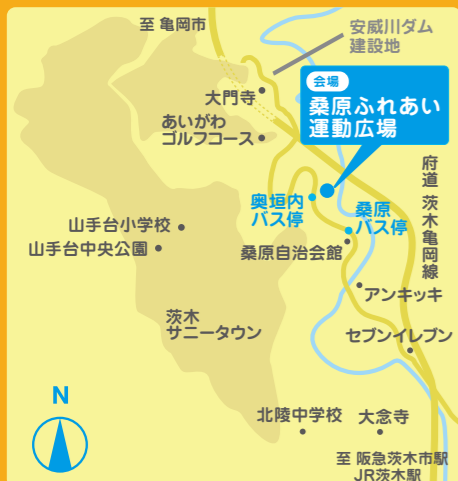 至 亀岡市
安威川ダム
建設地
会場
桑原ふれあい
運動広場
大門寺
あいがわ
ゴルフコース
府道 茨木亀岡線
奥垣内
バス停
桑原
バス停
山手台小学校
山手台中央公園
桑原自治会館
アンキッキ
茨木
サニータウン
セブンイレブン
N
北陵中学校
大念寺
至 阪急茨木市駅
JR茨木駅